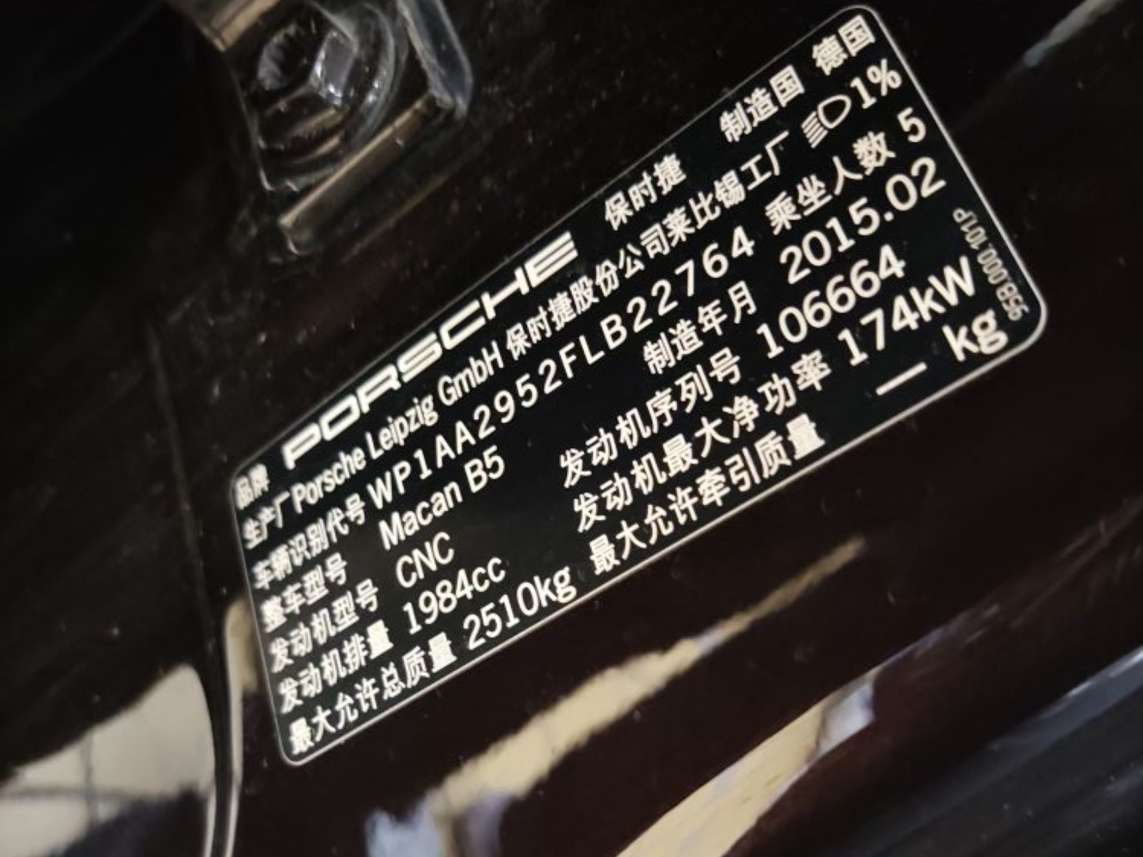 品牌 PORSCHE 保时捷 制造国 德国
生产厂 Porsche Leipzig GmbH 保时捷股份公司莱比锡工厂 1%
车辆识别代号 WP1AA2952FLB22764 乘坐人数 5
整车型号 Macan B5 制造年月 2015.02
发动机型号 CNC 发动机序列号 106664
发动机排量 1984cc 发动机最大净功率 174kW
最大允许总质量 2510kg 最大允许牵引质量 — kg
95B.000.101.P